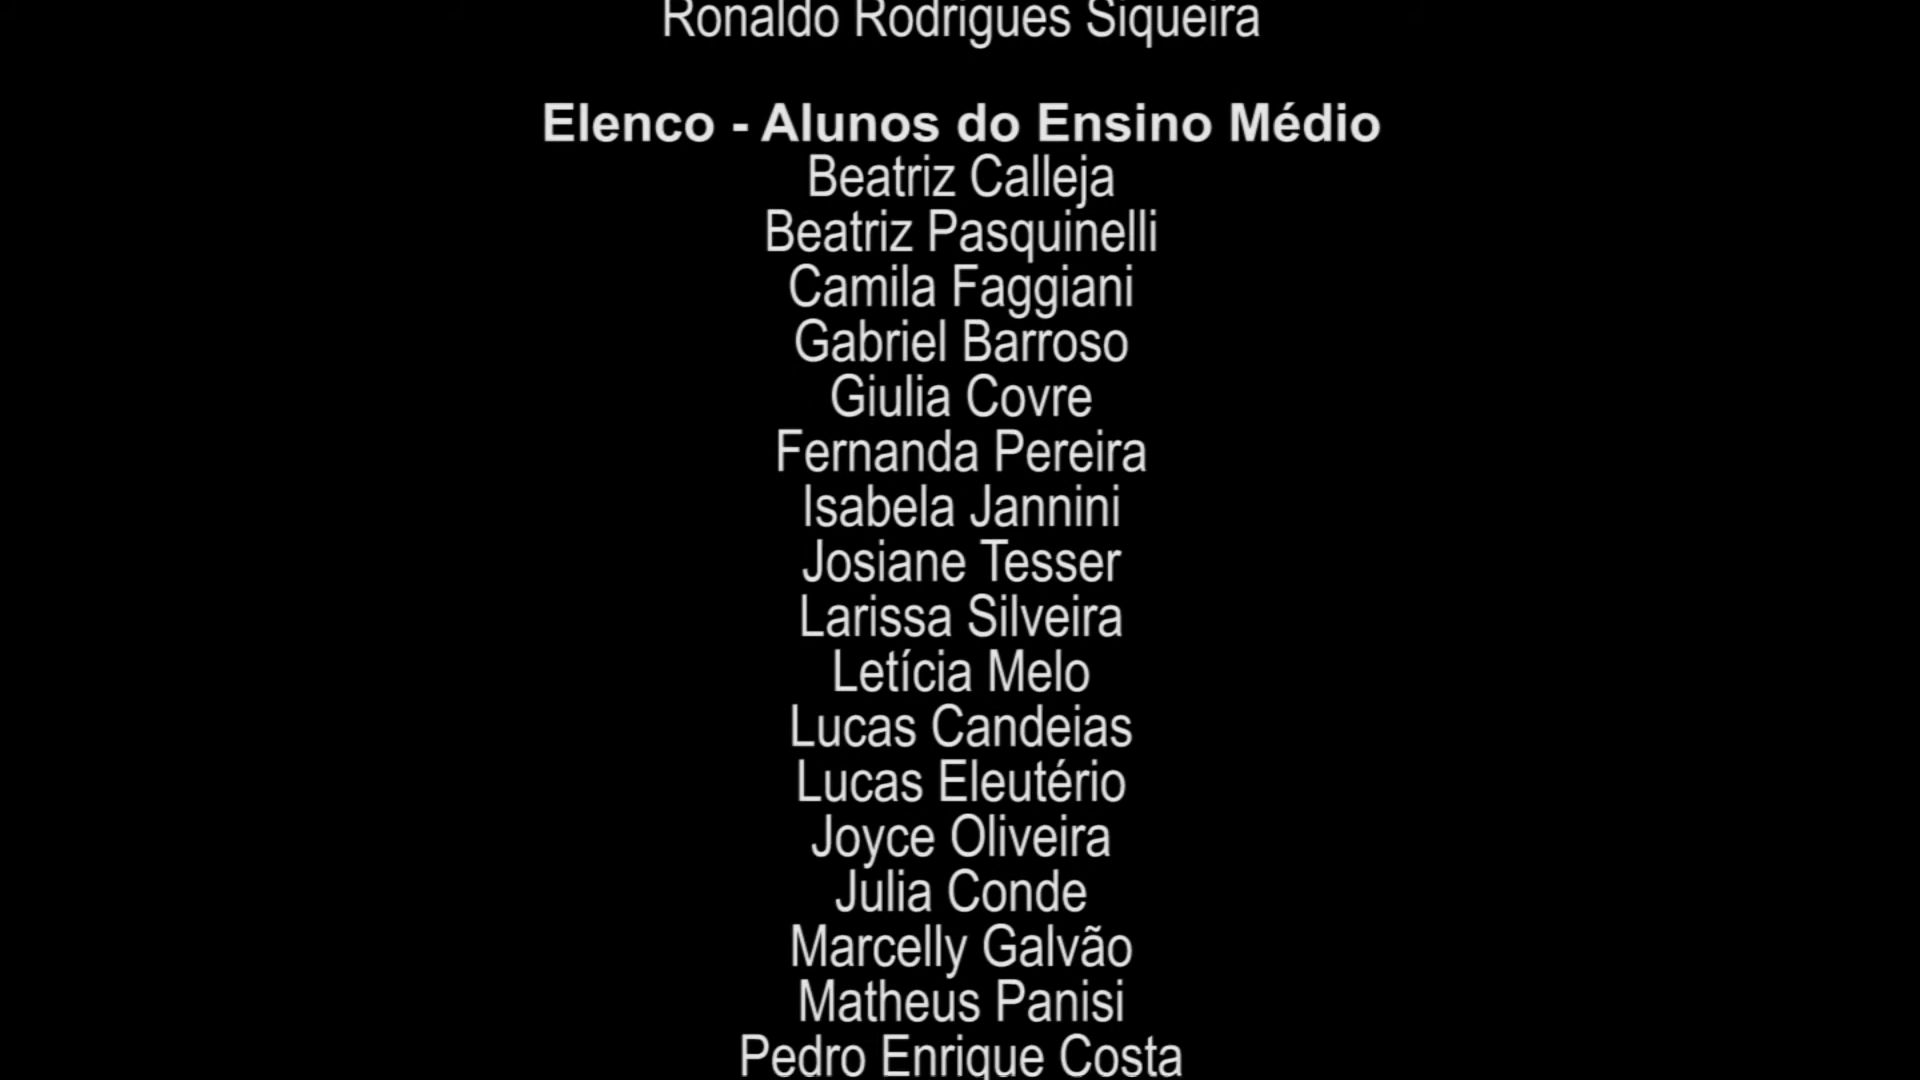 Ronaldo Rodrigues Siqueira
Elenco - Alunos do Ensino Médio
Beatriz Calleja
Beatriz Pasquinelli
Camila Faggiani
Gabriel Barroso
Giulia Covre
Fernanda Pereira
Isabela Jannini
Josiane Tesser
Larissa Silveira
Letícia Melo
Lucas Candeias
Lucas Eleutério
Joyce Oliveira
Julia Conde
Marcelly Galvão
Matheus Panisi
Pedro Enrique Costa